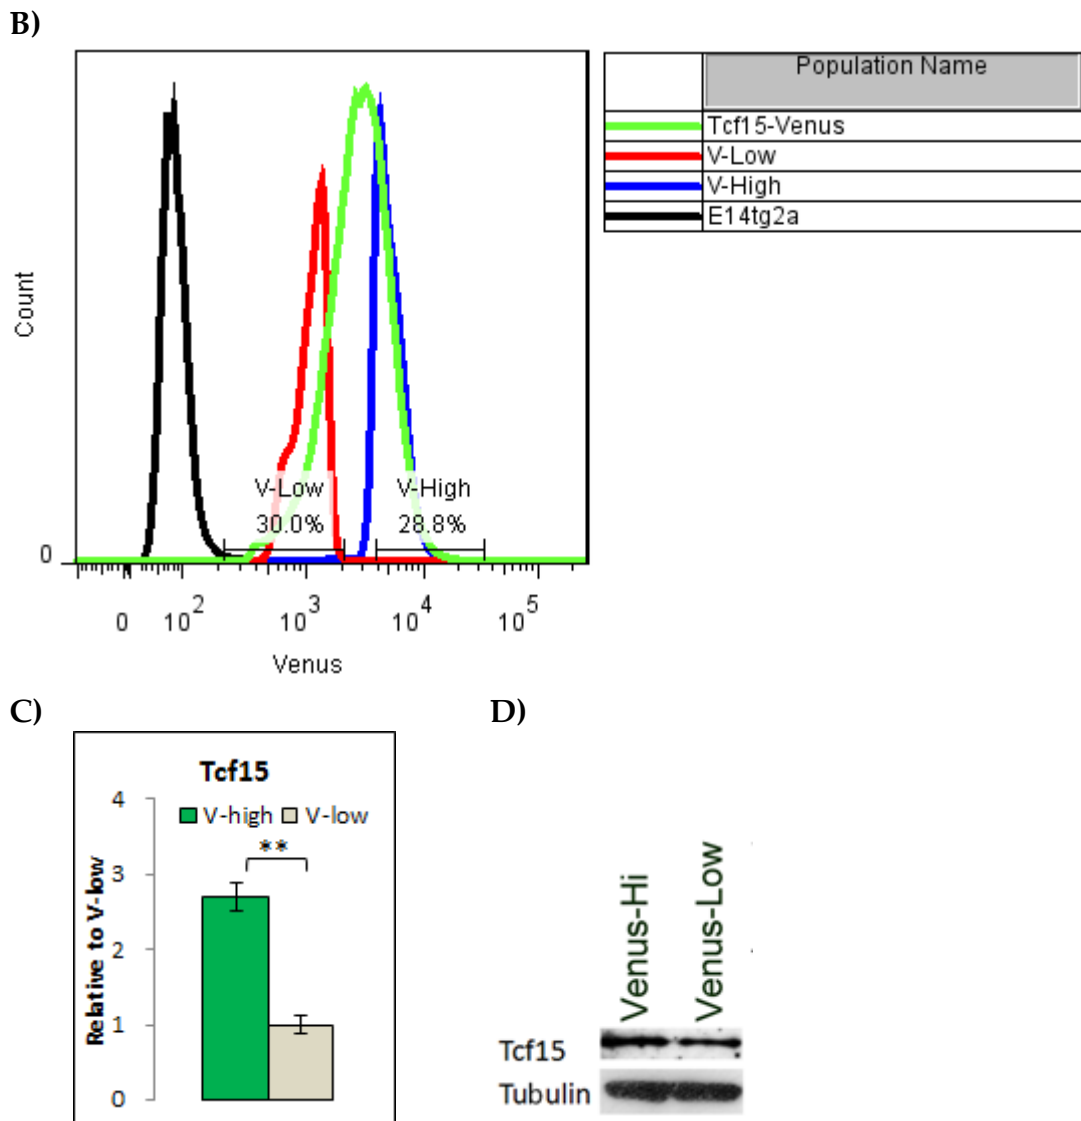 B)
Population Name
Tcf15-Venus
V-Low
V-High
E14tg2a
Count
V-Low V-High
30.0% 28.8%
0
0 10^2 10^3 10^4 10^5
Venus
C)
D)
Tcf15
4
V-high V-low
**
3
2
1
0
Relative to V-low
Venus-Hi
Venus-Low
Tcf15
Tubulin